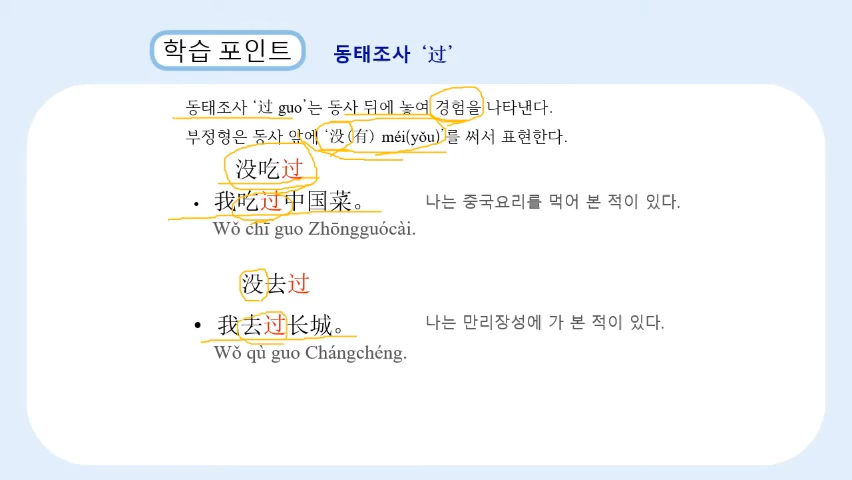 학습 포인트
동태조사 ‘过’
동태조사 ‘过 guo’는 동사 뒤에 놓여 경험을 나타낸다.
부정형은 동사 앞에 ‘没(有) méi(yǒu)’를 써서 표현한다.
没吃过
• 我吃过中国菜。 나는 중국요리를 먹어 본 적이 있다.
Wǒ chī guo Zhōngguócài.
没去过
• 我去过长城。 나는 만리장성에 가 본 적이 있다.
Wǒ qù guo Chángchéng.